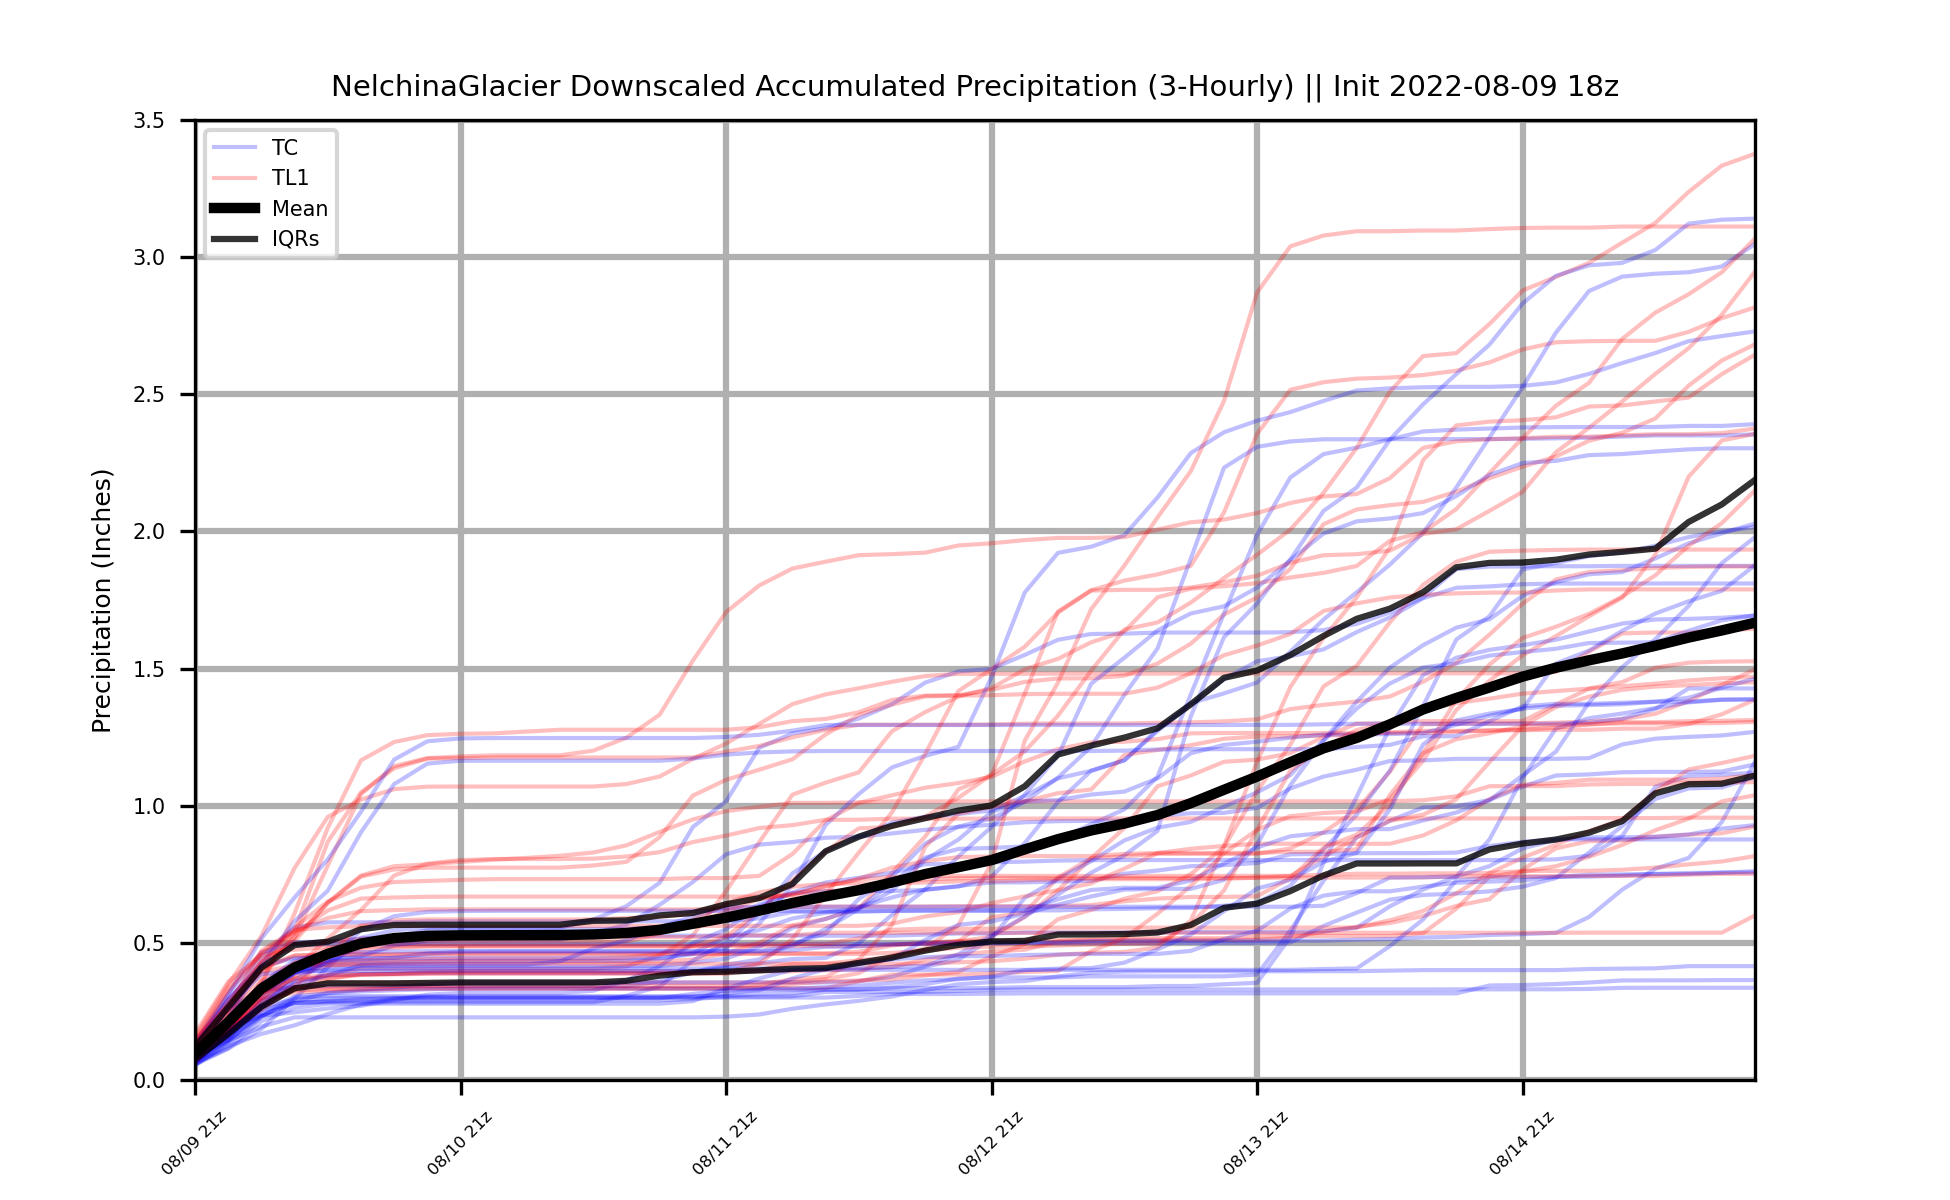 NelchinaGlacier Downscaled Accumulated Precipitation (3-Hourly) || Init 2022-08-09 18z
3.5
3.0
2.5
2.0
1.5
1.0
0.5
0.0
Precipitation (Inches)
TC
TL1
Mean
IQRs
08/09 21z
08/10 21z
08/11 21z
08/12 21z
08/13 21z
08/14 21z